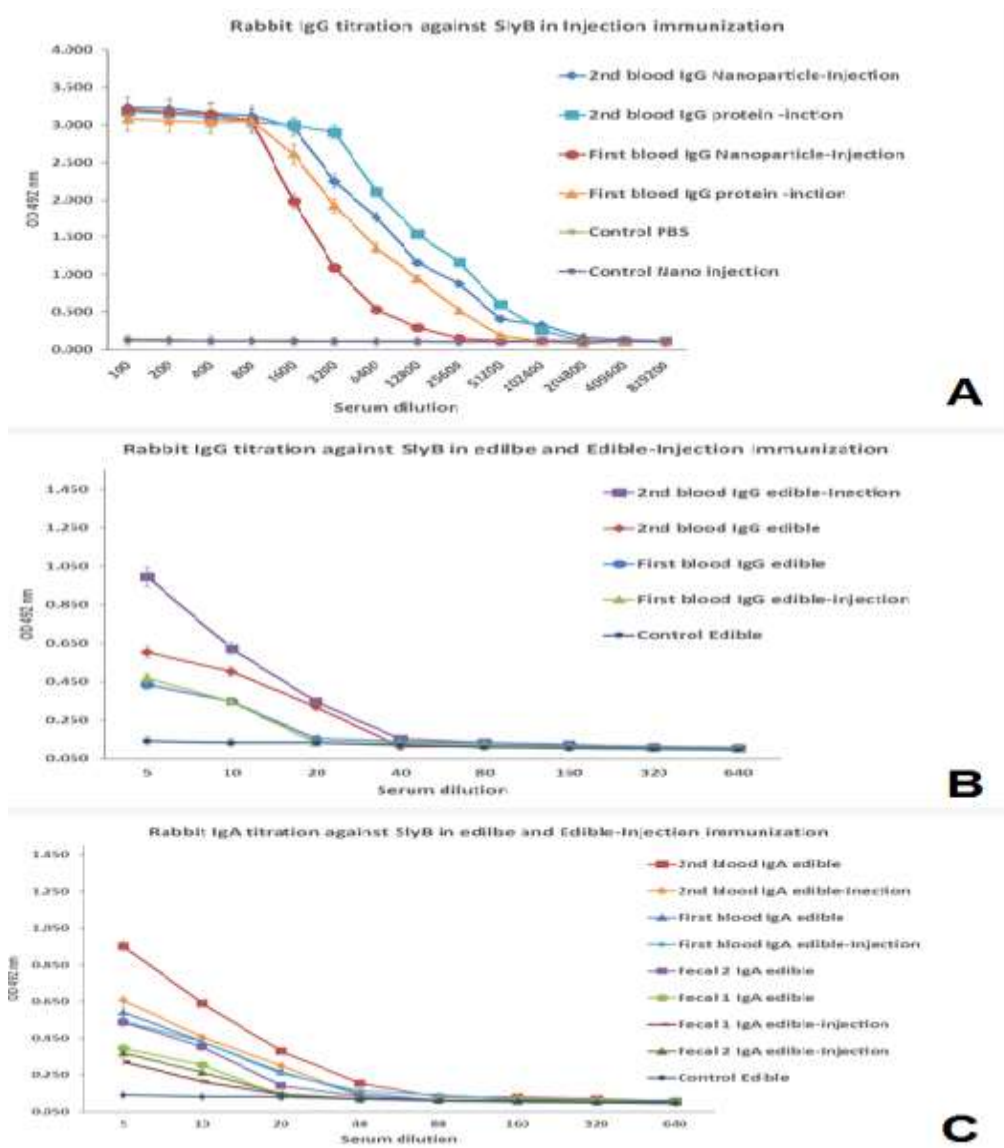 Rabbit IgG titration against SlyB in Injection immunization
4.000
3.500
3.000
2.500
2.000
1.500
1.000
0.500
0.000
OD 492 nm
2nd blood IgG Nanoparticle-Injection
2nd blood IgG protein -inction
First blood IgG Nanoparticle-Injection
First blood IgG protein -inction
Control PBS
Control Nano injection
100
200
400
800
1600
3200
6400
12800
25600
51200
102400
204800
409600
819200
Serum dilution
A
Rabbit IgG titration against SlyB in edilbe and Edible-Injection immunization
1.450
1.250
1.050
0.850
0.650
0.450
0.250
0.050
OD 492 nm
2nd blood IgG edible-Inection
2nd blood IgG edible
First blood IgG edible
First blood IgG edible-injection
Control Edible
5
10
20
40
80
160
320
640
Serum dilution
B
Rabbit IgA titration against SlyB in edilbe and Edible-Injection immunization
1.450
1.250
1.050
0.850
0.650
0.450
0.250
0.050
OD 492 nm
2nd blood IgA edible
2nd blood IgA edible-Inection
First blood IgA edible
First blood IgA edible-Injection
Fecal 2 IgA edible
Fecal 1 IgA edible
Fecal 1 IgA edible-injection
Fecal 2 IgA edible-Injection
Control Edible
5
10
20
40
80
160
320
640
Serum dilution
C